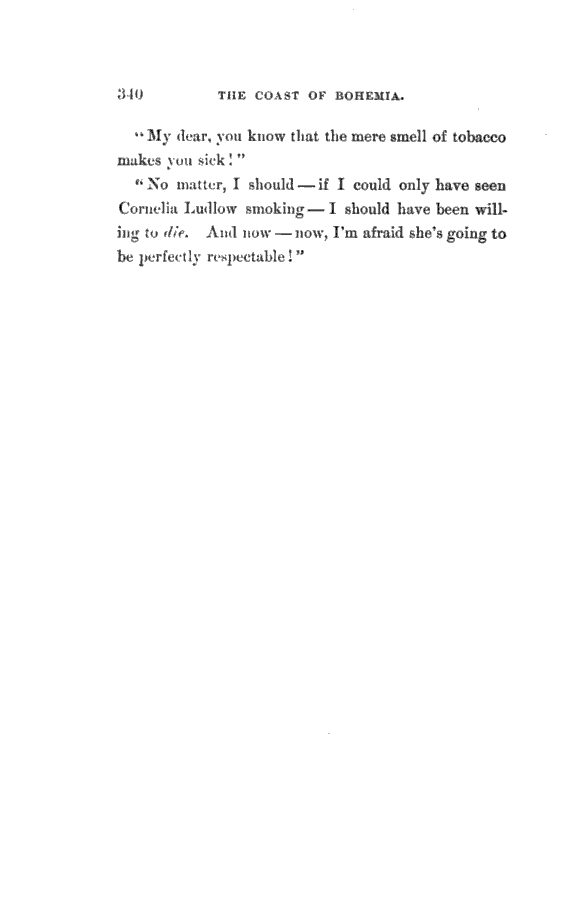 340 THE COAST OF BOHEMIA.
"My dear, you know that the mere smell of tobacco
makes you sick!"
"No matter, I should — if I could only have seen
Cornelia Ludlow smoking — I should have been will-
ing to die. And now — now, I'm afraid she's going to
be perfectly respectable!"